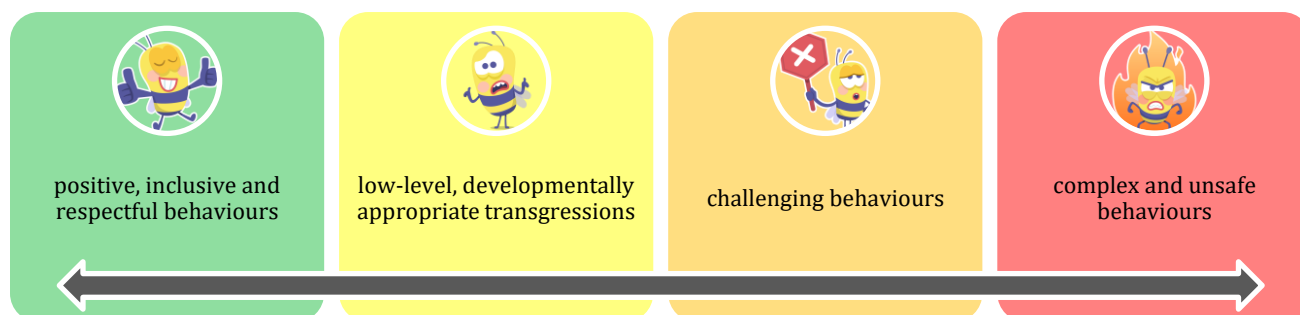 positive, inclusive and
respectful behaviours
low-level, developmentally
appropriate transgressions
challenging behaviours
complex and unsafe
behaviours